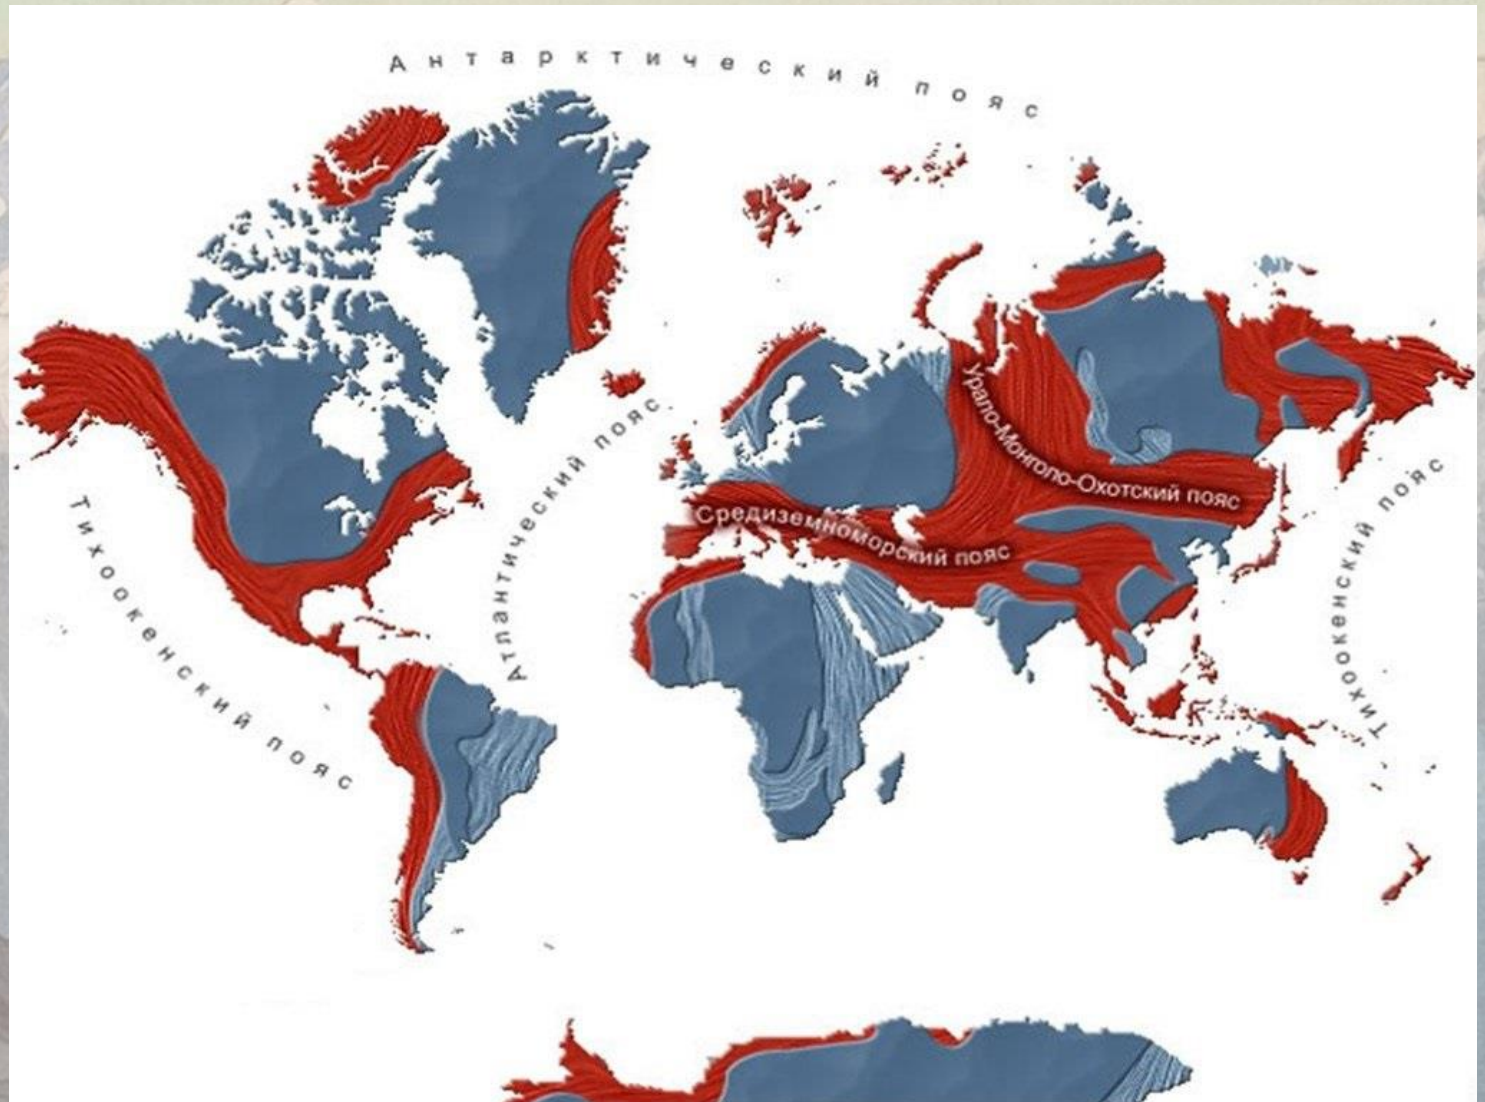 Антарктический пояс
Атлантический пояс
Урало-Монголо-Охотский пояс
Средиземноморский пояс
Тихоокенский пояс
Тихоокенский пояс